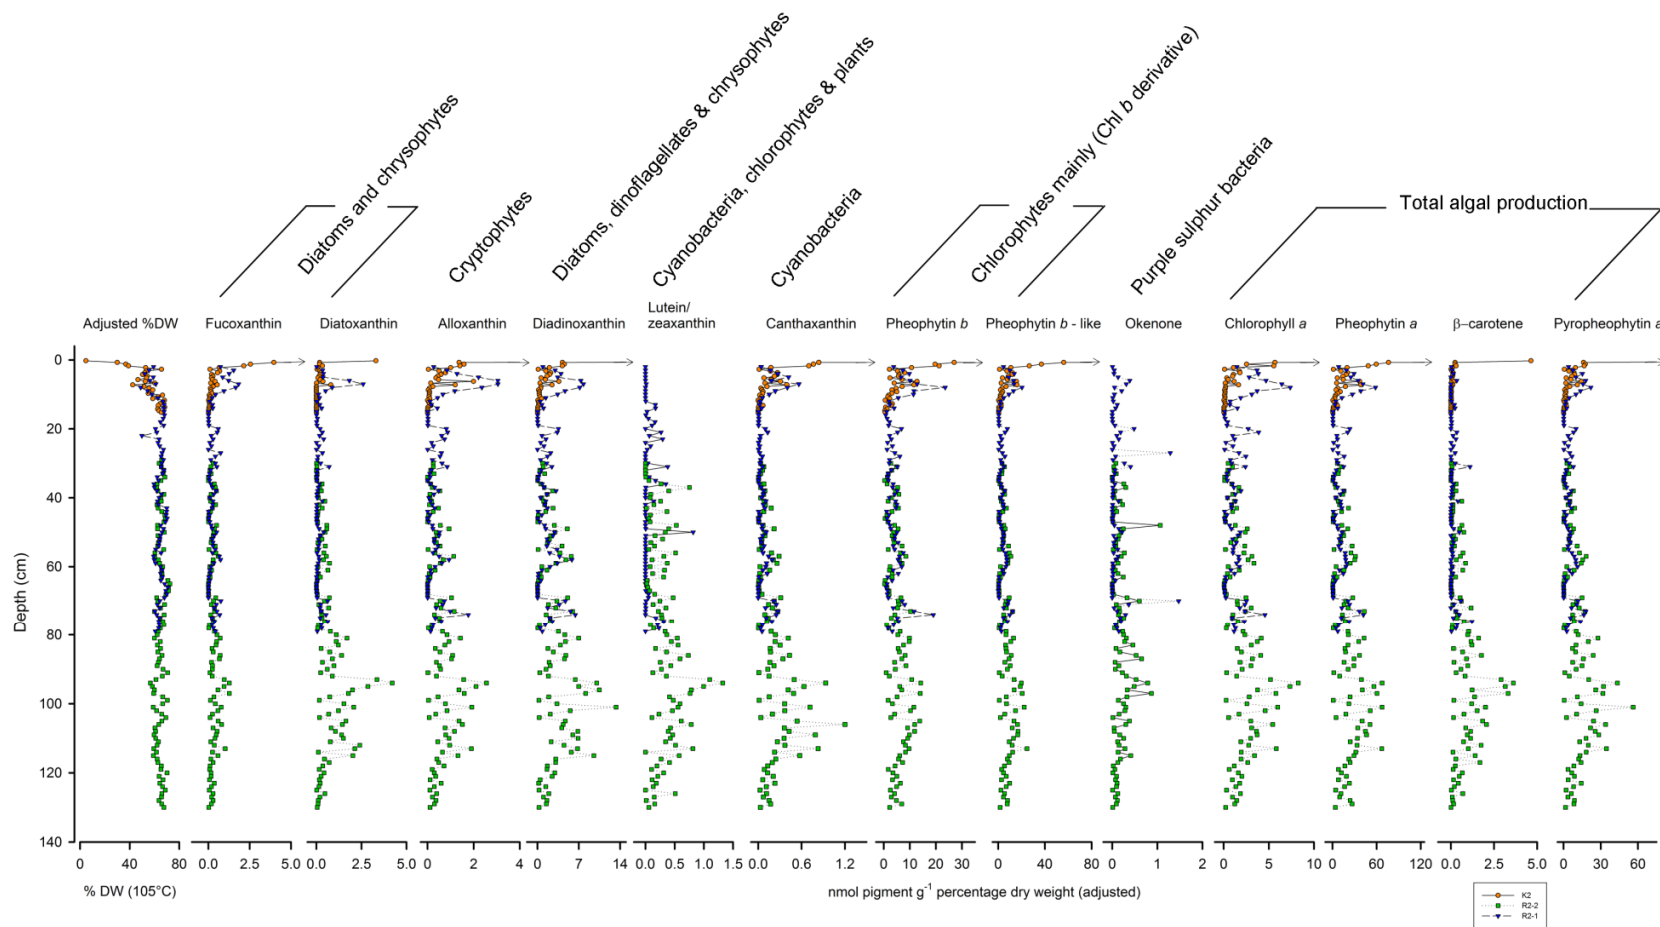 Diatoms and chrysophytes
Cryptophytes
Diatoms, dinoflagellates & chrysophytes
Cyanobacteria, chlorophytes & plants
Cyanobacteria
Chlorophytes mainly (Chl b derivative)
Purple sulphur bacteria
Total algal production
Adjusted %DW
Fucoxanthin
Diatoxanthin
Alloxanthin
Diadinoxanthin
Lutein/
zeaxanthin
Canthaxanthin
Pheophytin b
Pheophytin b - like
Okenone
Chlorophyll a
Pheophytin a
β–carotene
Pyropheophytin a
Depth (cm)
0
20
40
60
80
100
120
140
0 40 80
0.0 2.5 5.0
0.0 2.5 5.0
0 2 4
0 7 14
0.0 0.5 1.0 1.5
0.0 0.6 1.2
0 10 20 30
0 40 80
0 1 2
0 5 10
0 60 120
0.0 2.5 5.0
0 30 60
% DW (105°C)
nmol pigment g-1 percentage dry weight (adjusted)
K2
R2-2
R2-1